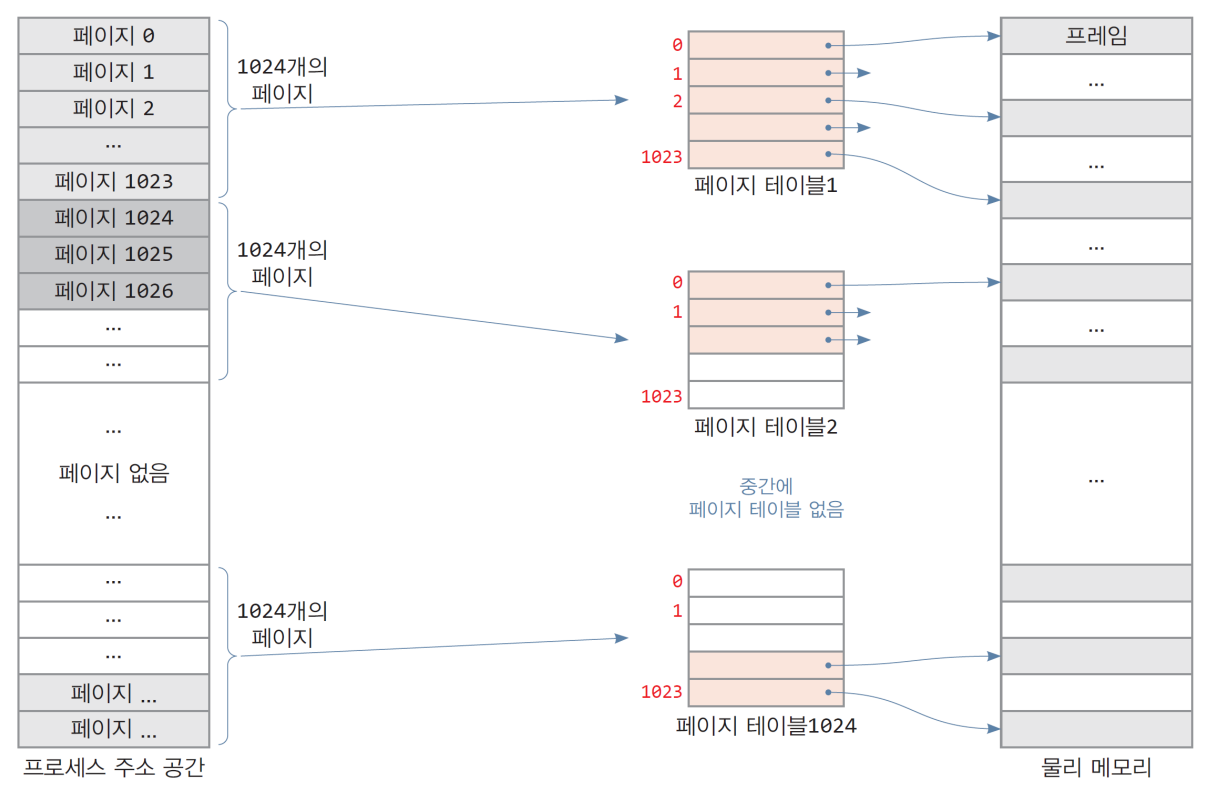 페이지 0
페이지 1
페이지 2
...
페이지 1023
페이지 1024
페이지 1025
페이지 1026
...
...
...
페이지 없음
...
...
...
...
페이지 ...
페이지 ...
프로세스 주소 공간
1024개의
페이지
1024개의
페이지
1024개의
페이지
0
1
2
1023
페이지 테이블1
0
1
1023
페이지 테이블2
중간에
페이지 테이블 없음
0
1
1023
페이지 테이블1024
프레임
...
...
...
...
...
물리 메모리